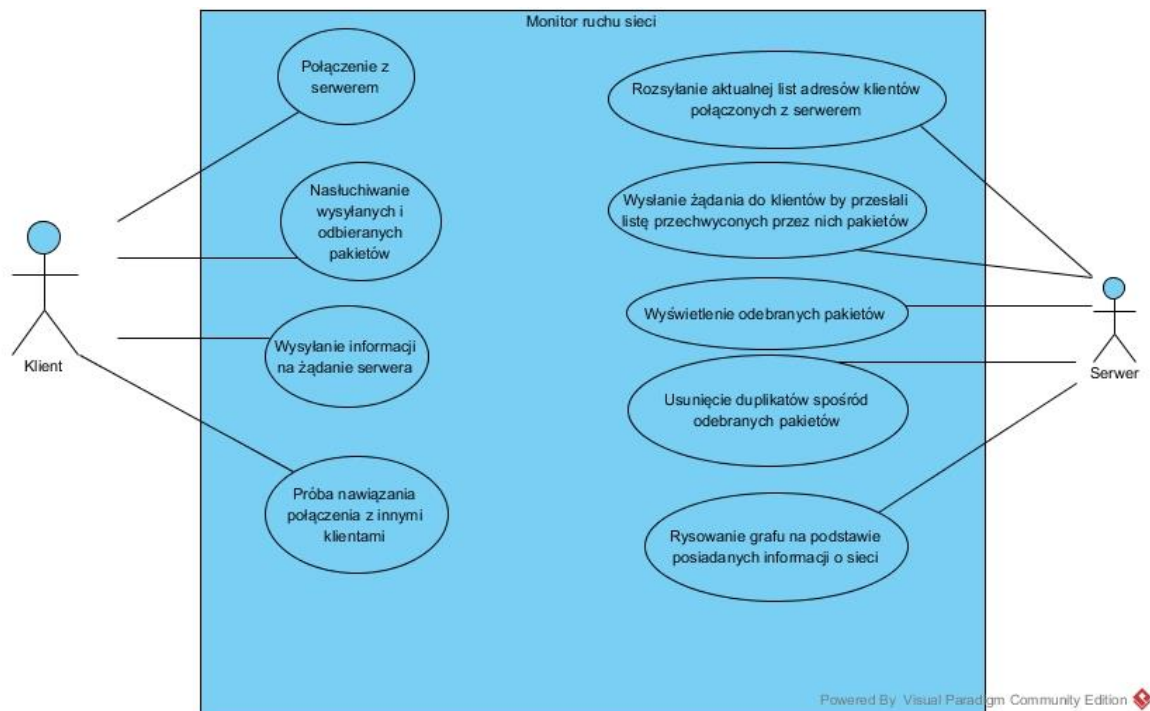 Monitor ruchu sieci
Połączenie z
serwerem
Nasłuchiwanie
wysyłanych i
odbieranych
pakietów
Wysyłanie informacji
na żądanie serwera
Próba nawiązania
połączenia z innymi
klientami
Klient
Rozsyłanie aktualnej list adresów klientów
połączonych z serwerem
Wysłanie żądania do klientów by przesłali
listę przechwyconych przez nich pakietów
Wyświetlenie odebranych pakietów
Usunięcie duplikatów spośród
odebranych pakietów
Rysowanie grafu na podstawie
posiadanych informacji o sieci
Serwer
Powered By Visual Paradigm Community Edition